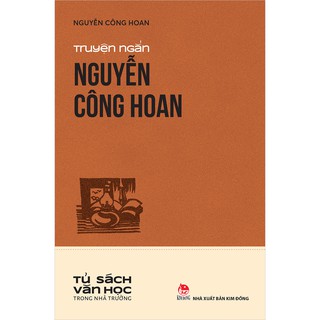 NGUYỄN CÔNG HOAN
Truyện ngắn
NGUYỄN
CÔNG HOAN
TỦ SÁCH
VĂN HỌC
TRONG NHÀ TRƯỜNG
NHÀ XUẤT BẢN KIM ĐỒNG